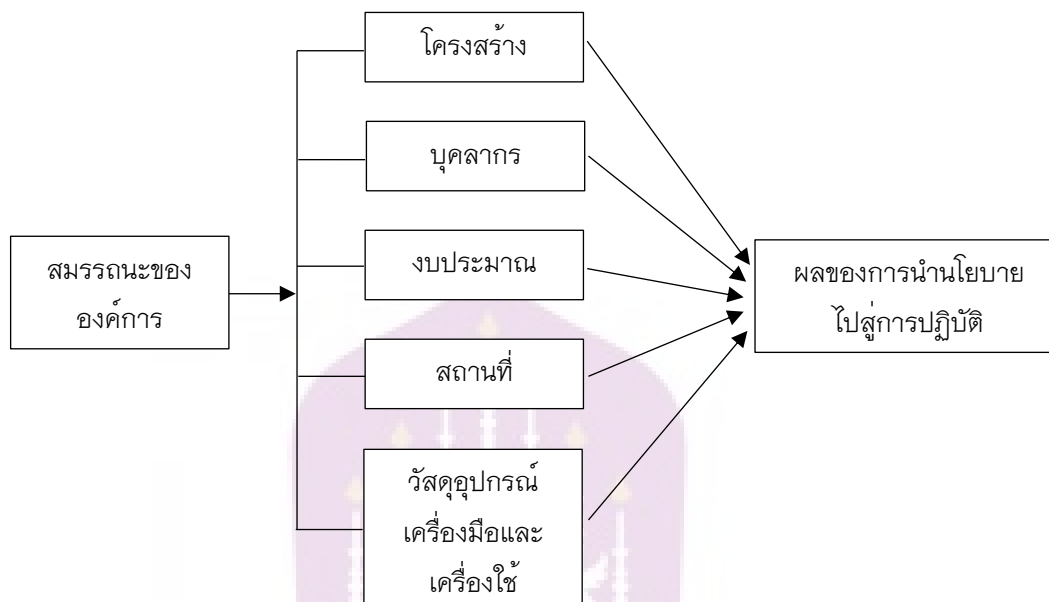 โครงสร้าง
บุคลากร
สมรรถนะของ
องค์การ
งบประมาณ
ผลของการนำนโยบาย
ไปสู่การปฏิบัติ
สถานที่
วัสดุอุปกรณ์
เครื่องมือและ
เครื่องใช้